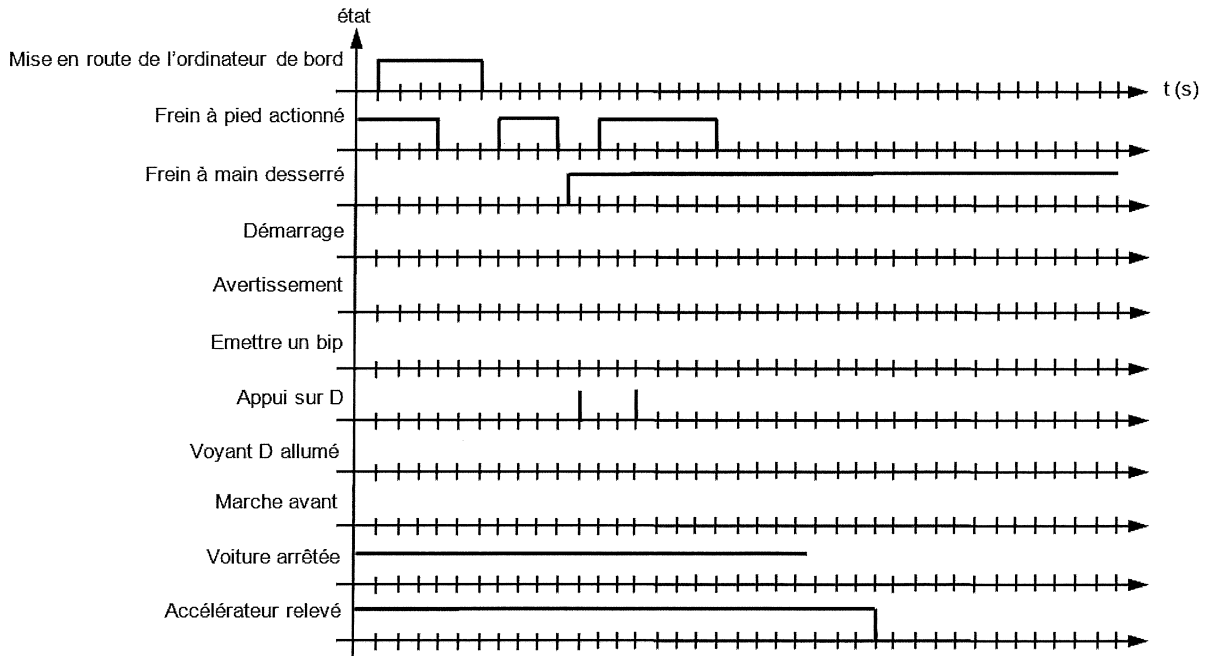 état
Mise en route de l'ordinateur de bord
t (s)
Frein à pied actionné
Frein à main desserré
Démarrage
Avertissement
Emettre un bip
Appui sur D
Voyant D allumé
Marche avant
Voiture arrêtée
Accélérateur relevé